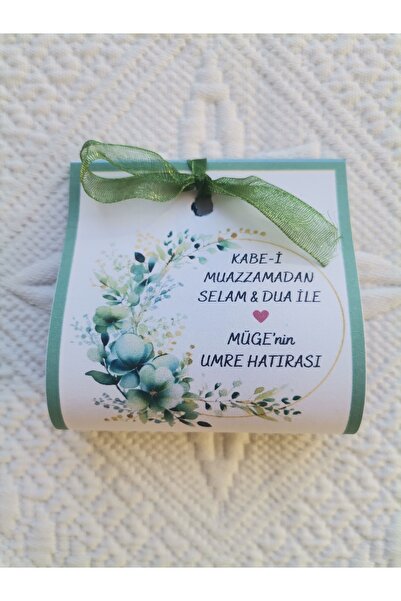 KABE-İ
MUAZZAMADAN
SELAM & DUA İLE
MÜGE'nin
UMRE HATIRASI